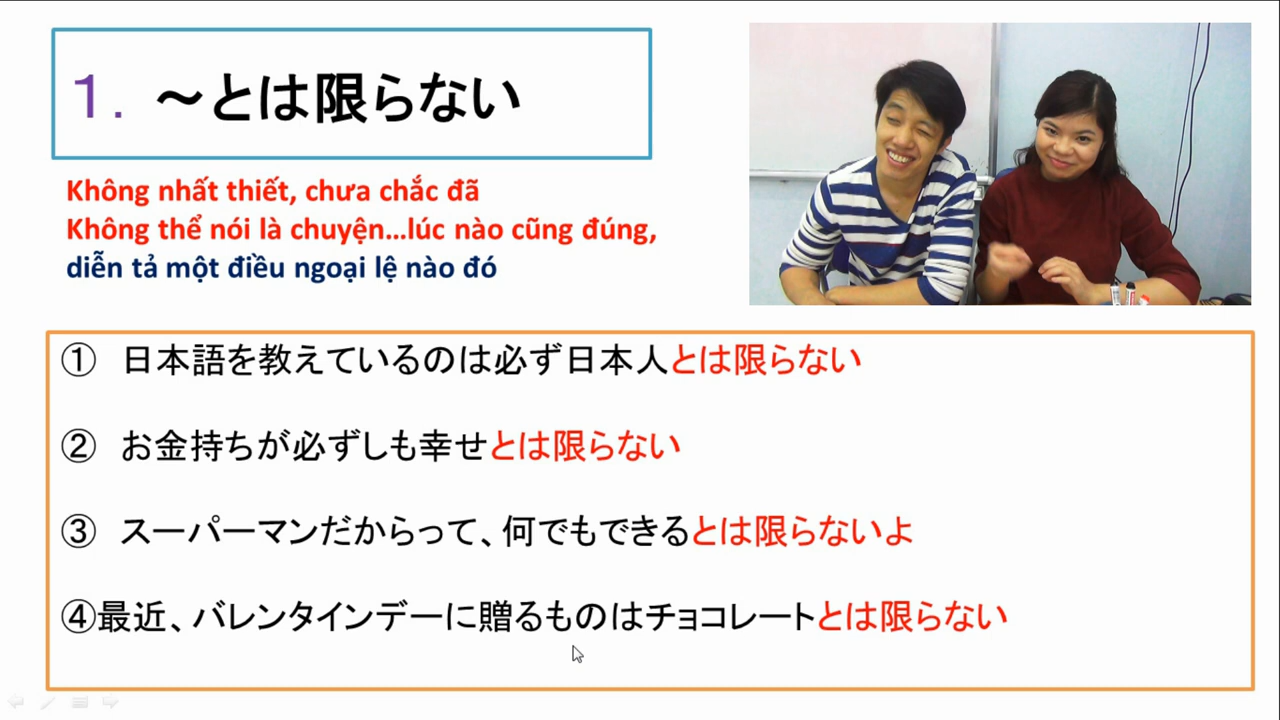 1. ～とは限らない
Không nhất thiết, chưa chắc đã
Không thể nói là chuyện...lúc nào cũng đúng,
diễn tả một điều ngoại lệ nào đó
① 日本語を教えているのは必ず日本人とは限らない
② お金持ちが必ずしも幸せとは限らない
③ スーパーマンだからって、何でもできるとは限らないよ
④最近、バレンタインデーに贈るものはチョコレートとは限らない